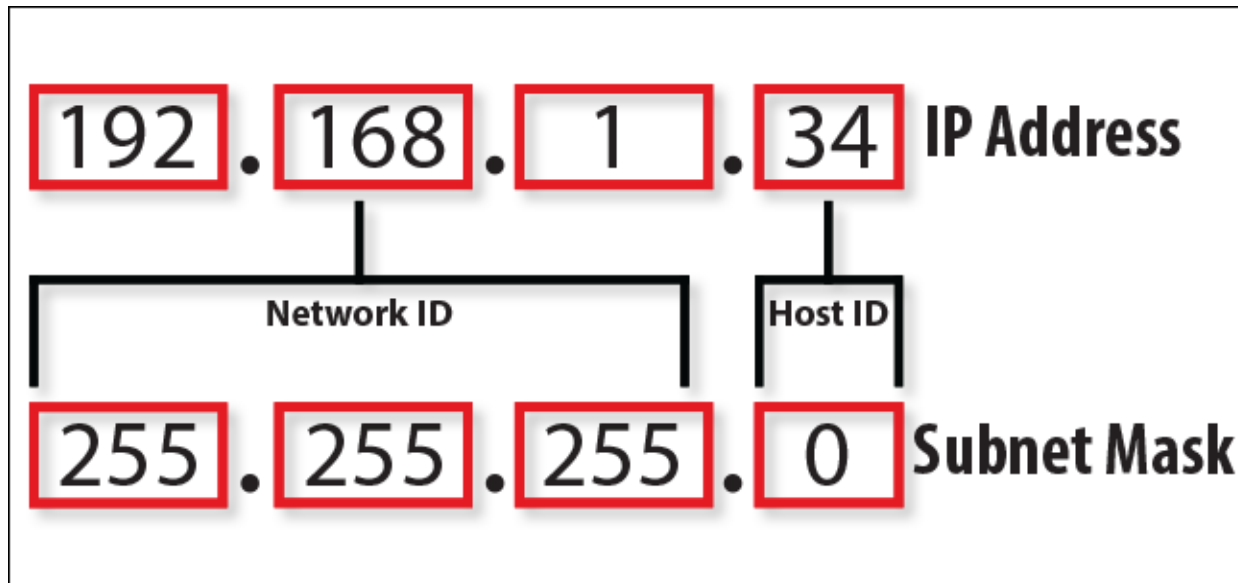 192.168.1.34 IP Address
Network ID Host ID
255.255.255.0 Subnet Mask